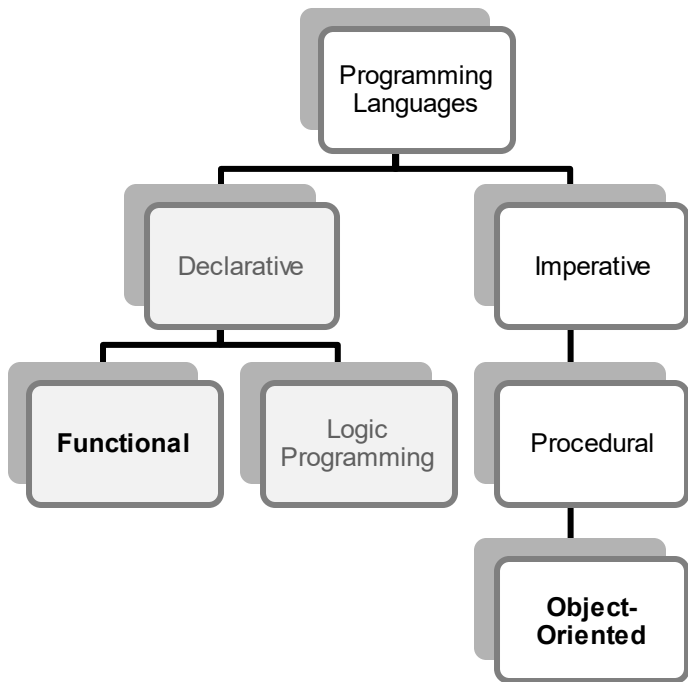 Programming
Languages
Declarative
Imperative
Functional
Logic
Programming
Procedural
Object-
Oriented